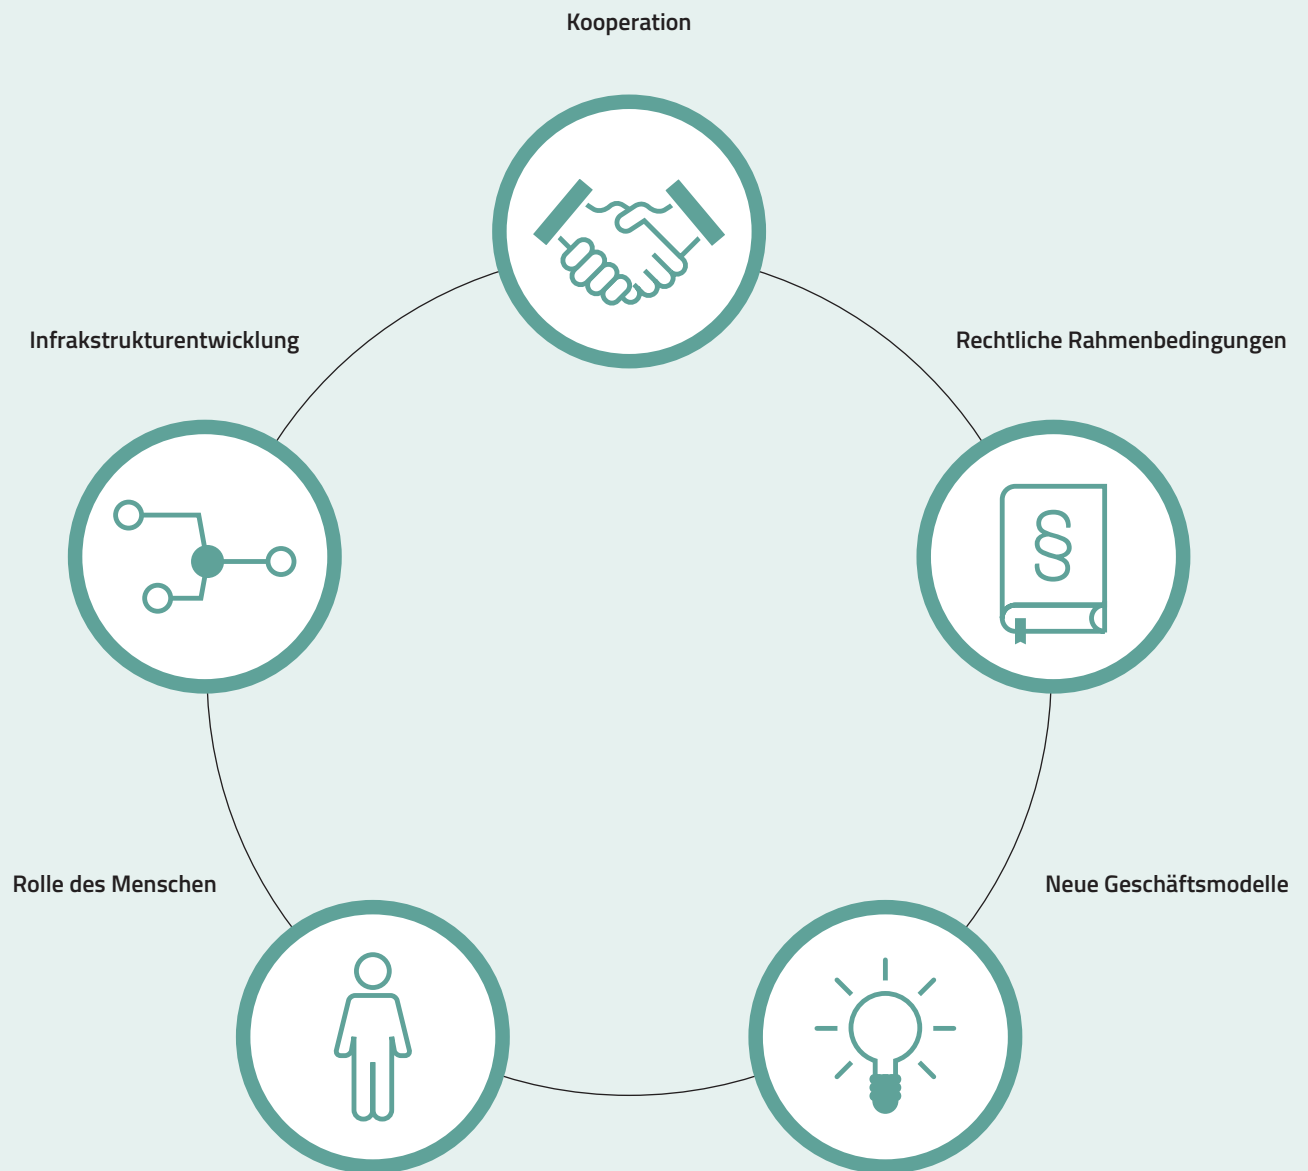 Kooperation
Infrakstrukturentwicklung
Rechtliche Rahmenbedingungen
§
Rolle des Menschen
Neue Geschäftsmodelle